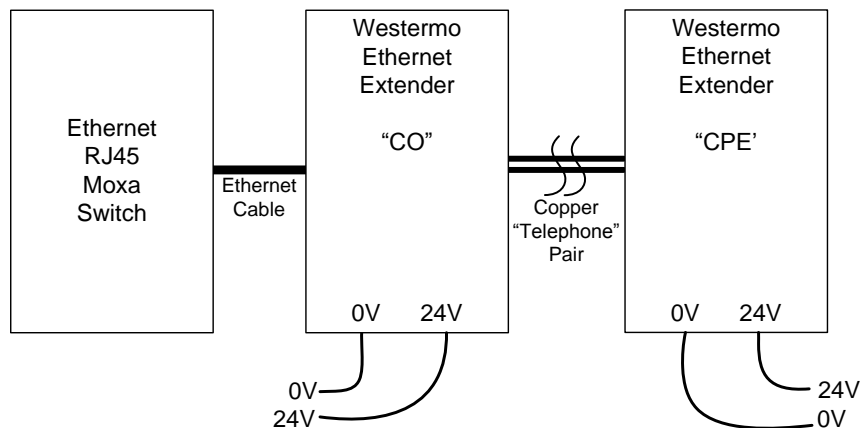 Ethernet
RJ45
Moxa
Switch
Ethernet
Cable
Westermo
Ethernet
Extender
“CO”
0V 24V
0V
24V
Copper
“Telephone”
Pair
Westermo
Ethernet
Extender
“CPE’
0V 24V
24V
0V